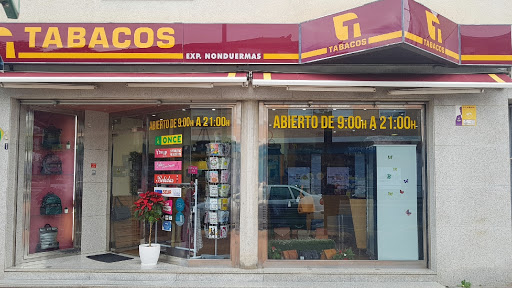 TABACOS
EXP. NONDUERMAS
TABACOS
TABACOS
ABIERTO DE 9:00H A 21:00H
ABIERTO DE 9:00H A 21:00H
ONCE